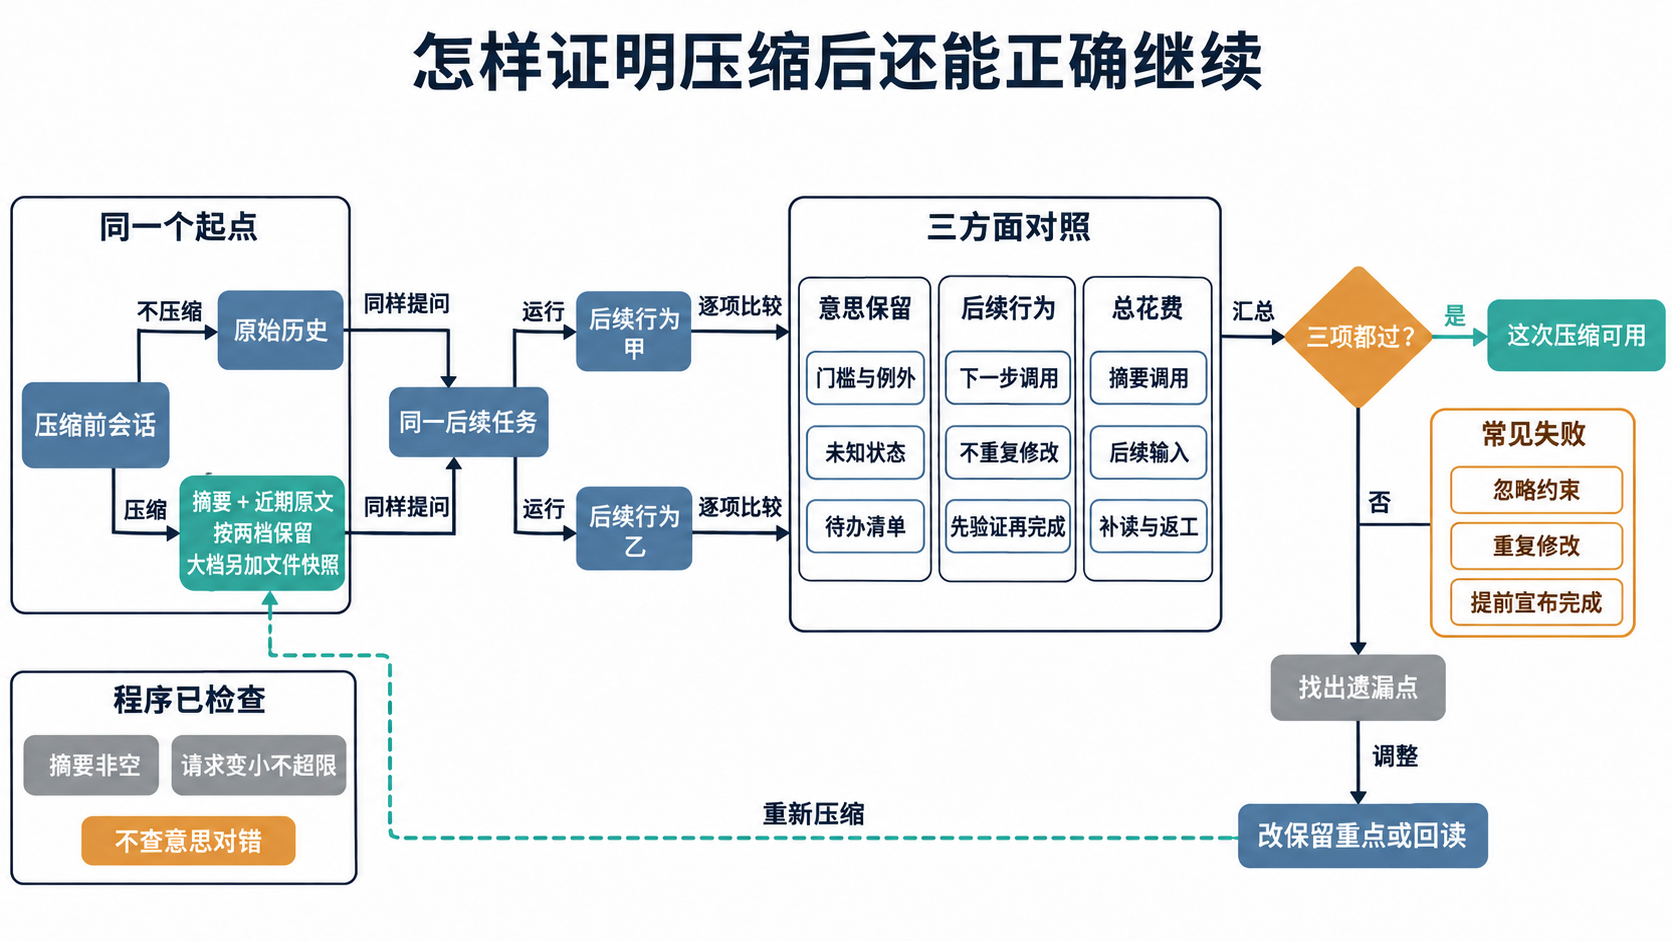 怎样证明压缩后还能正确继续
同一个起点
不压缩
原始历史
压缩前会话
压缩
摘要 + 近期原文
按两档保留
大档另加文件快照
同样提问
同样提问
同一后续任务
运行
运行
后续行为
甲
后续行为
乙
逐项比较
逐项比较
三方面对照
意思保留
门槛与例外
未知状态
待办清单
后续行为
下一步调用
不重复修改
先验证再完成
总花费
摘要调用
后续输入
补读与返工
汇总
三项都过?
是
这次压缩可用
否
常见失败
忽略约束
重复修改
提前宣布完成
找出遗漏点
调整
改保留重点或回读
重新压缩
程序已检查
摘要非空
请求变小不超限
不查意思对错